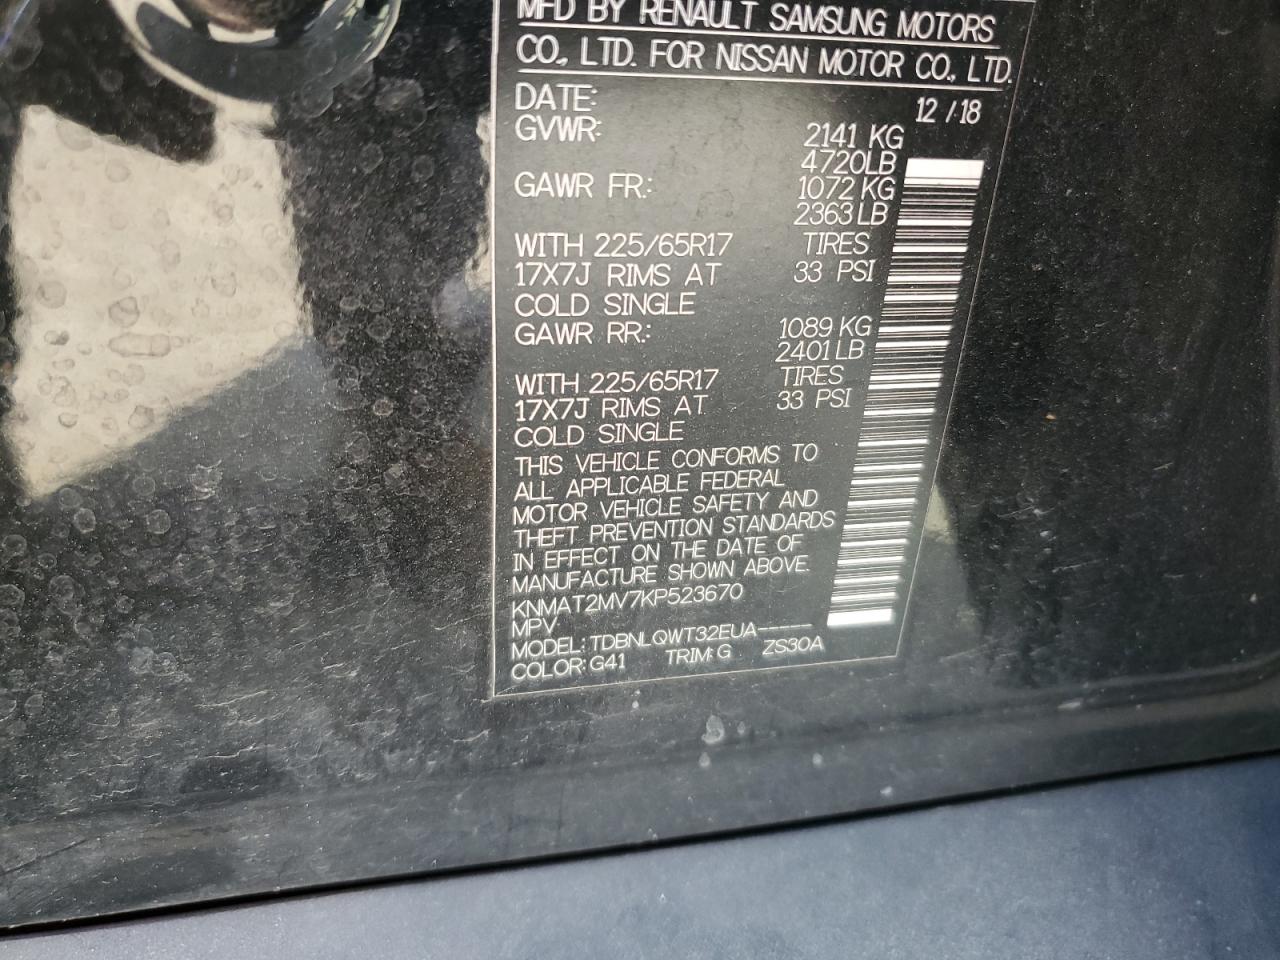 MFD BY RENAULT SAMSUNG MOTORS
CO., LTD. FOR NISSAN MOTOR CO., LTD.
DATE: 12 /18
GVWR: 2141 KG
4720LB
GAWR FR: 1072 KG
2363 LB
WITH 225/65R17 TIRES
17X7J RIMS AT 33 PSI
COLD SINGLE
GAWR RR: 1089 KG
2401 LB
WITH 225/65R17 TIRES
17X7J RIMS AT 33 PSI
COLD SINGLE
THIS VEHICLE CONFORMS TO
ALL APPLICABLE FEDERAL
MOTOR VEHICLE SAFETY AND
THEFT PREVENTION STANDARDS
IN EFFECT ON THE DATE OF
MANUFACTURE SHOWN ABOVE.
KNMAT2MV7KP523670
MPV
MODEL: TDBNLQWT32EUA-----
COLOR: G41 TRIM: G ZS30A